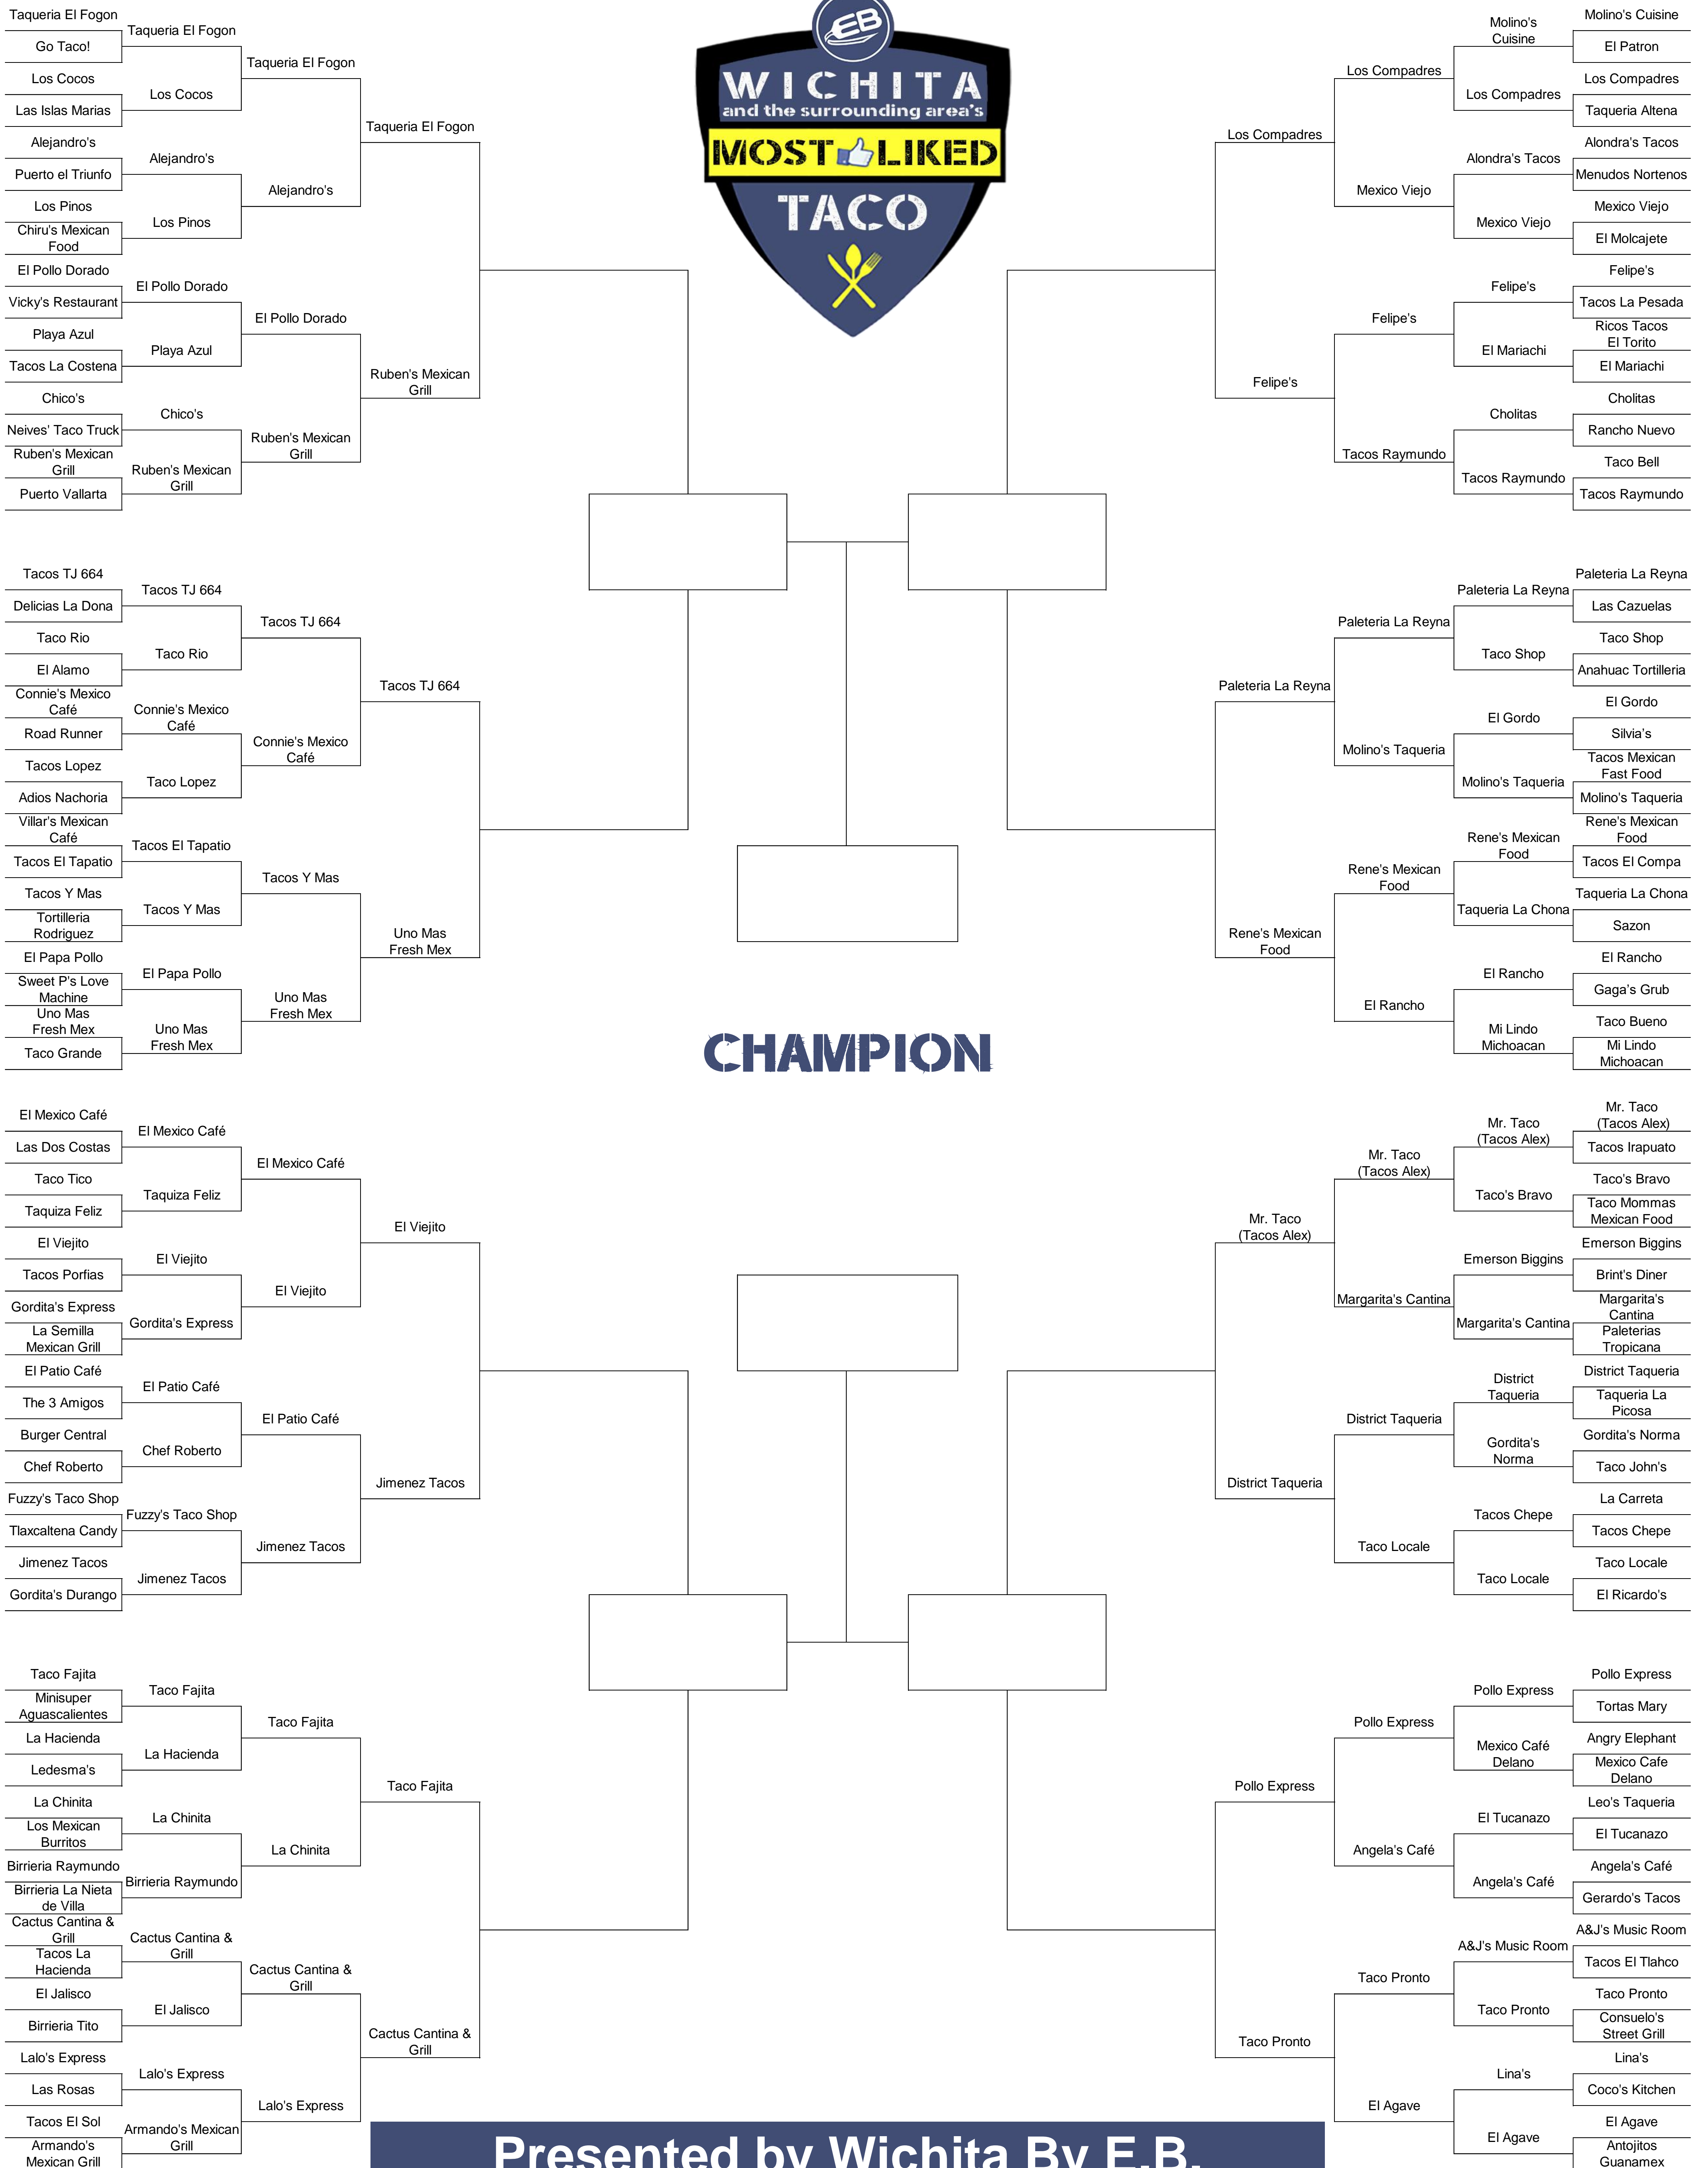 Taqueria El Fogon
Go Taco!
Los Cocos
Las Islas Marias
Alejandro's
Puerto el Triunfo
Los Pinos
Chiru's Mexican
Food
El Pollo Dorado
Vicky's Restaurant
Playa Azul
Tacos La Costena
Chico's
Neives' Taco Truck
Ruben's Mexican
Grill
Puerto Vallarta
Taqueria El Fogon
Los Cocos
Alejandro's
Los Pinos
El Pollo Dorado
Playa Azul
Chico's
Ruben's Mexican
Grill
Taqueria El Fogon
Alejandro's
El Pollo Dorado
Ruben's Mexican
Grill
Taqueria El Fogon
Ruben's Mexican
Grill
Tacos TJ 664
Delicias La Dona
Taco Rio
El Alamo
Connie's Mexico
Café
Road Runner
Tacos Lopez
Adios Nachoria
Villar's Mexican
Café
Tacos El Tapatio
Tacos Y Mas
Tortilleria
Rodriguez
El Papa Pollo
Sweet P's Love
Machine
Uno Mas
Fresh Mex
Taco Grande
Tacos TJ 664
Taco Rio
Connie's Mexico
Café
Taco Lopez
Tacos El Tapatio
Tacos Y Mas
El Papa Pollo
Uno Mas
Fresh Mex
Tacos TJ 664
Connie's Mexico
Café
Tacos Y Mas
Uno Mas
Fresh Mex
Tacos TJ 664
Uno Mas
Fresh Mex
El Mexico Café
Las Dos Costas
Taco Tico
Taquiza Feliz
El Viejito
Tacos Porfias
Gordita's Express
La Semilla
Mexican Grill
El Patio Café
The 3 Amigos
Burger Central
Chef Roberto
Fuzzy's Taco Shop
Tlaxcaltena Candy
Jimenez Tacos
Gordita's Durango
El Mexico Café
Taquiza Feliz
El Viejito
Gordita's Express
El Patio Café
Chef Roberto
Fuzzy's Taco Shop
Jimenez Tacos
El Mexico Café
El Viejito
El Patio Café
Jimenez Tacos
El Viejito
Jimenez Tacos
Taco Fajita
Minisuper
Aguascalientes
La Hacienda
Ledesma's
La Chinita
Los Mexican
Burritos
Birrieria Raymundo
Birrieria La Nieta
de Villa
Cactus Cantina &
Grill
Tacos La
Hacienda
El Jalisco
Birrieria Tito
Lalo's Express
Las Rosas
Tacos El Sol
Armando's
Mexican Grill
Taco Fajita
La Hacienda
La Chinita
Birrieria Raymundo
Cactus Cantina &
Grill
El Jalisco
Lalo's Express
Armando's Mexican
Grill
Taco Fajita
La Chinita
Cactus Cantina &
Grill
Lalo's Express
Taco Fajita
Cactus Cantina &
Grill
EB
WICHITA
and the surrounding area's
MOST LIKED
TACO
CHAMPION
Presented by Wichita By E.B.
Los Compadres
Felipe's
Los Compadres
Mexico Viejo
Felipe's
Tacos Raymundo
Molino's
Cuisine
Los Compadres
Alondra's Tacos
Mexico Viejo
Felipe's
El Mariachi
Cholitas
Tacos Raymundo
Molino's Cuisine
El Patron
Los Compadres
Taqueria Altena
Alondra's Tacos
Menudos Nortenos
Mexico Viejo
El Molcajete
Felipe's
Tacos La Pesada
Ricos Tacos
El Torito
El Mariachi
Cholitas
Rancho Nuevo
Taco Bell
Tacos Raymundo
Paleteria La Reyna
Rene's Mexican
Food
Paleteria La Reyna
Molino's Taqueria
Rene's Mexican
Food
El Rancho
Paleteria La Reyna
Taco Shop
El Gordo
Molino's Taqueria
Rene's Mexican
Food
Taqueria La Chona
El Rancho
Mi Lindo
Michoacan
Paleteria La Reyna
Las Cazuelas
Taco Shop
Anahuac Tortilleria
El Gordo
Silvia's
Tacos Mexican
Fast Food
Molino's Taqueria
Rene's Mexican
Food
Tacos El Compa
Taqueria La Chona
Sazon
El Rancho
Gaga's Grub
Taco Bueno
Mi Lindo
Michoacan
Mr. Taco
(Tacos Alex)
District Taqueria
Mr. Taco
(Tacos Alex)
Margarita's Cantina
District Taqueria
Taco Locale
Mr. Taco
(Tacos Alex)
Taco's Bravo
Emerson Biggins
Margarita's Cantina
District
Taqueria
Gordita's
Norma
Tacos Chepe
Taco Locale
Mr. Taco
(Tacos Alex)
Tacos Irapuato
Taco's Bravo
Taco Mommas
Mexican Food
Emerson Biggins
Brint's Diner
Margarita's
Cantina
Paleterias
Tropicana
District Taqueria
Taqueria La
Picosa
Gordita's Norma
Taco John's
La Carreta
Tacos Chepe
Taco Locale
El Ricardo's
Pollo Express
Taco Pronto
Pollo Express
Angela's Café
Taco Pronto
El Agave
Pollo Express
Mexico Café
Delano
El Tucanazo
Angela's Café
A&J's Music Room
Taco Pronto
Lina's
El Agave
Pollo Express
Tortas Mary
Angry Elephant
Mexico Cafe
Delano
Leo's Taqueria
El Tucanazo
Angela's Café
Gerardo's Tacos
A&J's Music Room
Tacos El Tlahco
Taco Pronto
Consuelo's
Street Grill
Lina's
Coco's Kitchen
El Agave
Antojitos
Guanamex